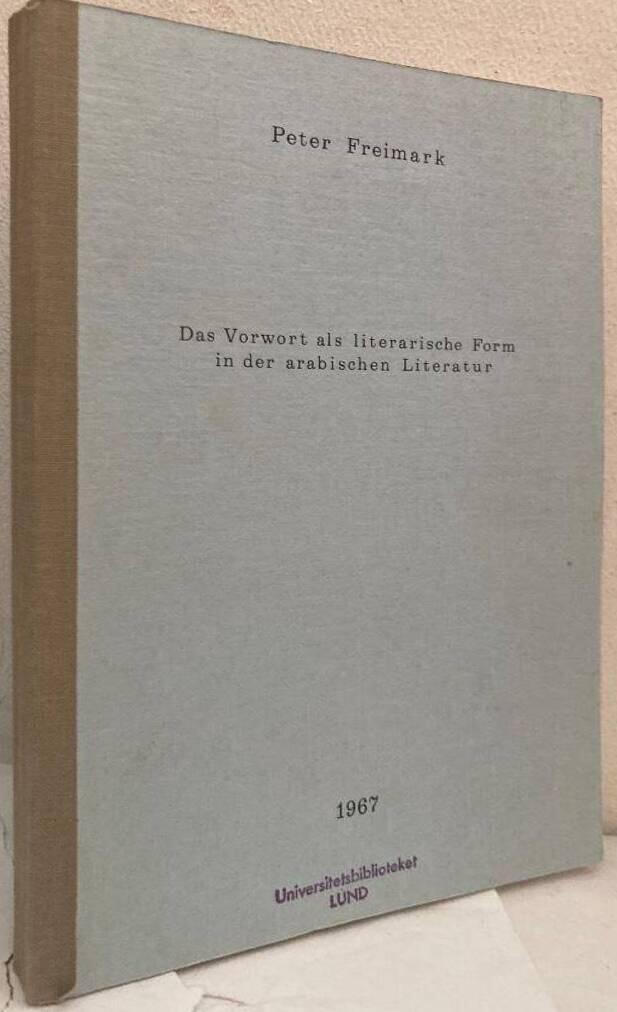 Peter Freimark
Das Vorwort als literarische Form
in der arabischen Literatur
1967
Universitetsbiblioteket
LUND